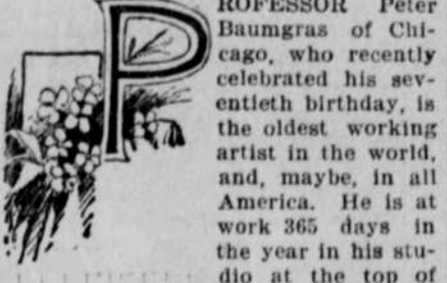 PROFESSOR Peter
Baumgras of Chi-
cago, who recently
celebrated his sev-
entieth birthday, is
the oldest working
artist in the world,
and, maybe, in all
America. He is at
work 365 days in
the year in his stu-
dio at the top of